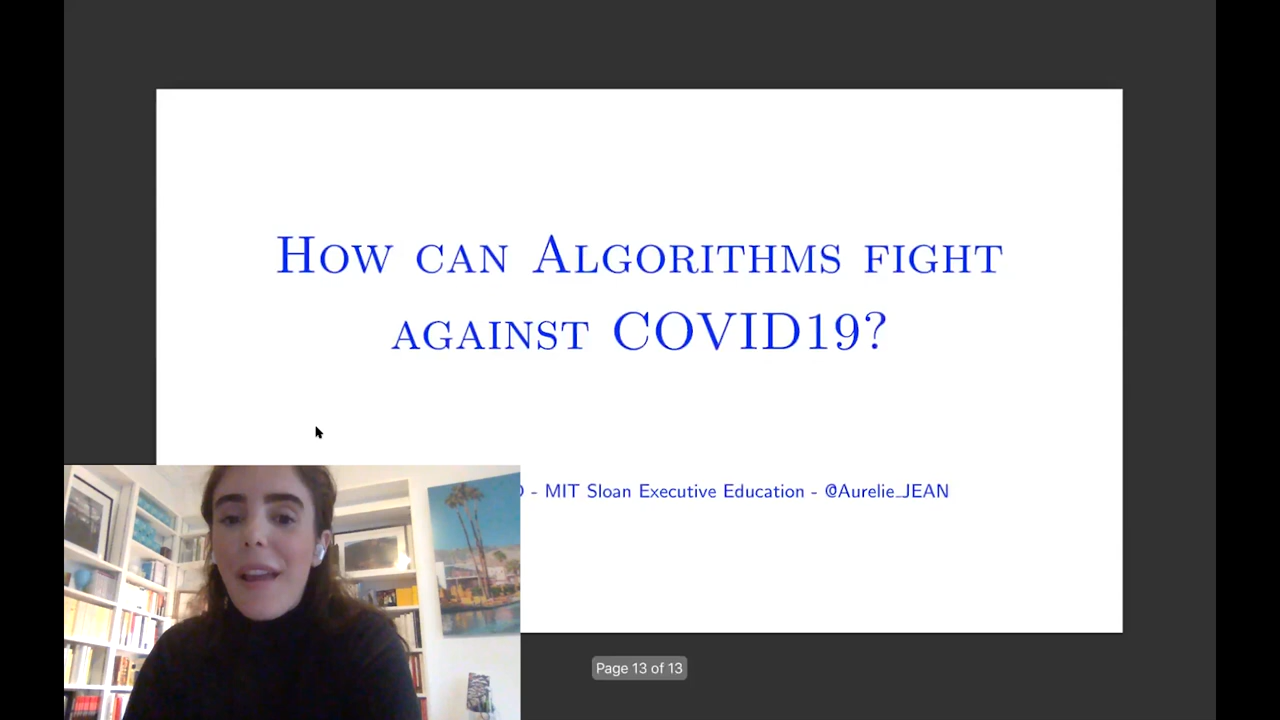 How can Algorithms fight
against COVID19?
- MIT Sloan Executive Education - @Aurelie_JEAN
Page 13 of 13